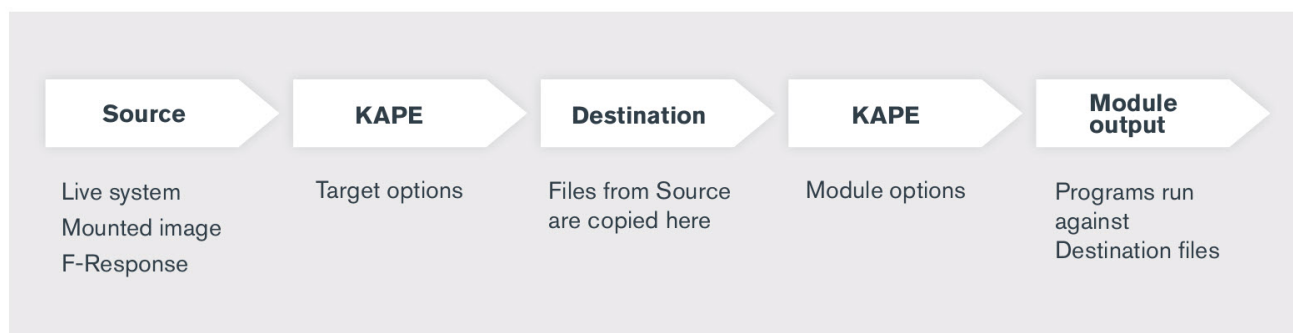 Source
Live system
Mounted image
F-Response
KAPE
Target options
Destination
Files from Source
are copied here
KAPE
Module options
Module
output
Programs run
against
Destination files